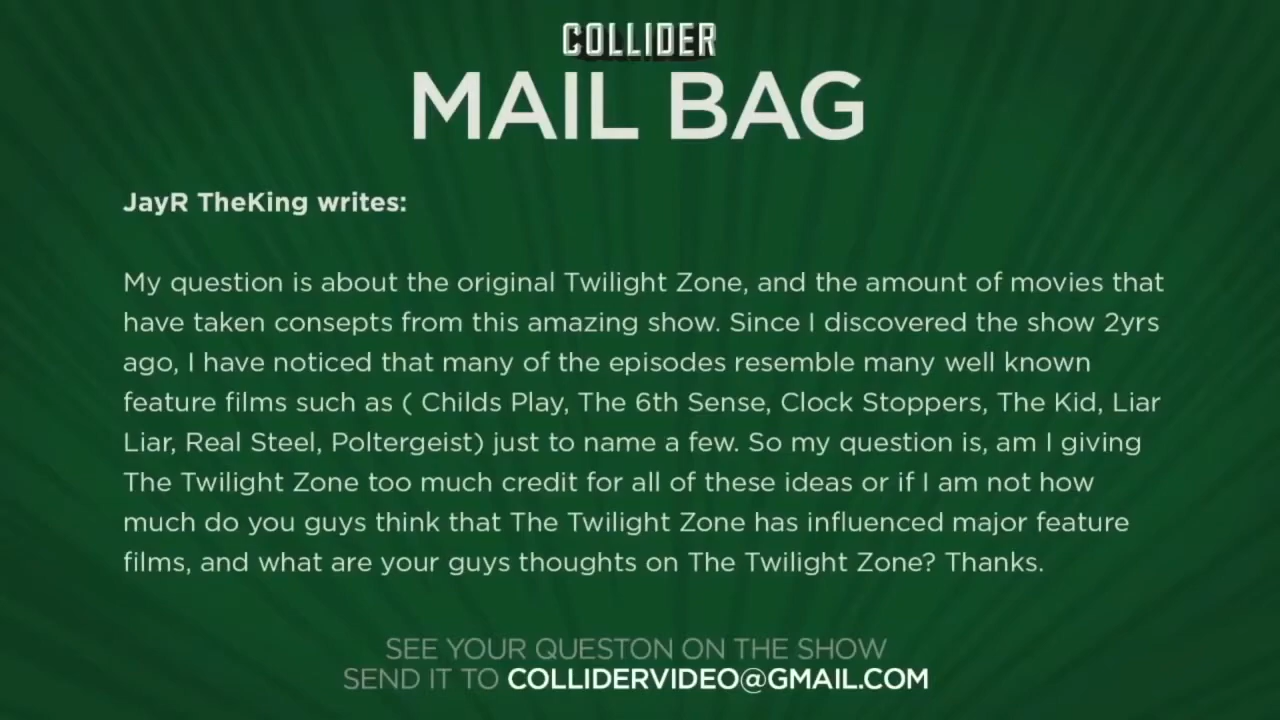 COLLIDER
MAIL BAG
JayR TheKing writes:
My question is about the original Twilight Zone, and the amount of movies that
have taken consepts from this amazing show. Since I discovered the show 2yrs
ago, I have noticed that many of the episodes resemble many well known
feature films such as ( Childs Play, The 6th Sense, Clock Stoppers, The Kid, Liar
Liar, Real Steel, Poltergeist) just to name a few. So my question is, am I giving
The Twilight Zone too much credit for all of these ideas or if I am not how
much do you guys think that The Twilight Zone has influenced major feature
films, and what are your guys thoughts on The Twilight Zone? Thanks.
SEE YOUR QUESTON ON THE SHOW
SEND IT TO COLLIDERVIDEO@GMAIL.COM